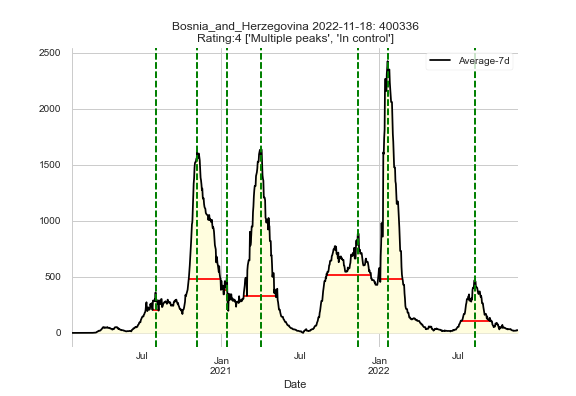 Bosnia_and_Herzegovina 2022-11-18: 400336
Rating:4 ['Multiple peaks', 'In control']
Average-7d
2500
2000
1500
1000
500
0
Jul Jan Jul Jan Jul
2021 2022
Date